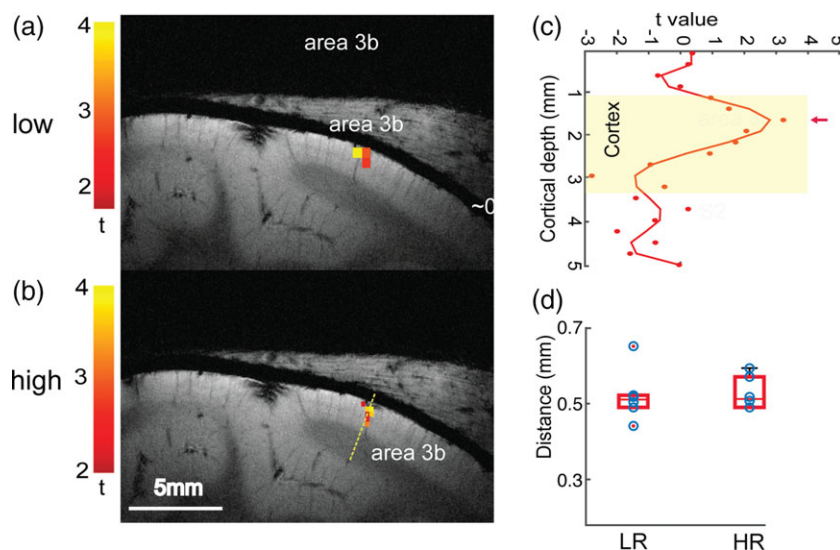 (a)
4
3
2
t
low
area 3b
area 3b
~0
(b)
4
3
2
t
high
area 3b
5mm
(c)
t value
-3 -2 -1 0 1 2 3 4 5
Cortical depth (mm)
1
2
3
4
5
Cortex
(d)
Distance (mm)
0.7
0.5
0.3
LR HR